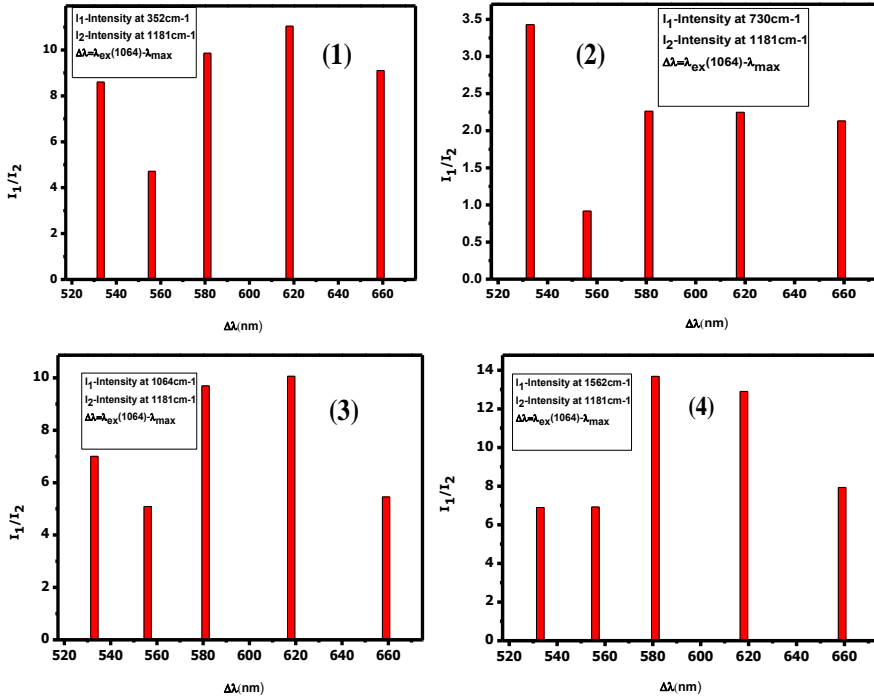 I₁-Intensity at 352cm-1
I₂-Intensity at 1181cm-1
Δλ=λex(1064)-λmax
(1)
10
8
6
4
2
0
I₁/I₂
520 540 560 580 600 620 640 660
Δλ(nm)
I₁-Intensity at 730cm-1
I₂-Intensity at 1181cm-1
Δλ=λex(1064)-λmax
(2)
3.5
3.0
2.5
2.0
1.5
1.0
0.5
0.0
I₁/I₂
520 540 560 580 600 620 640 660
Δλ(nm)
I₁-Intensity at 1064cm-1
I₂-Intensity at 1181cm-1
Δλ=λex(1064)-λmax
(3)
10
8
6
4
2
0
I₁/I₂
520 540 560 580 600 620 640 660
Δλ(nm)
I₁-Intensity at 1562cm-1
I₂-Intensity at 1181cm-1
Δλ=λex(1064)-λmax
(4)
14
12
10
8
6
4
2
0
I₁/I₂
520 540 560 580 600 620 640 660
Δλ(nm)